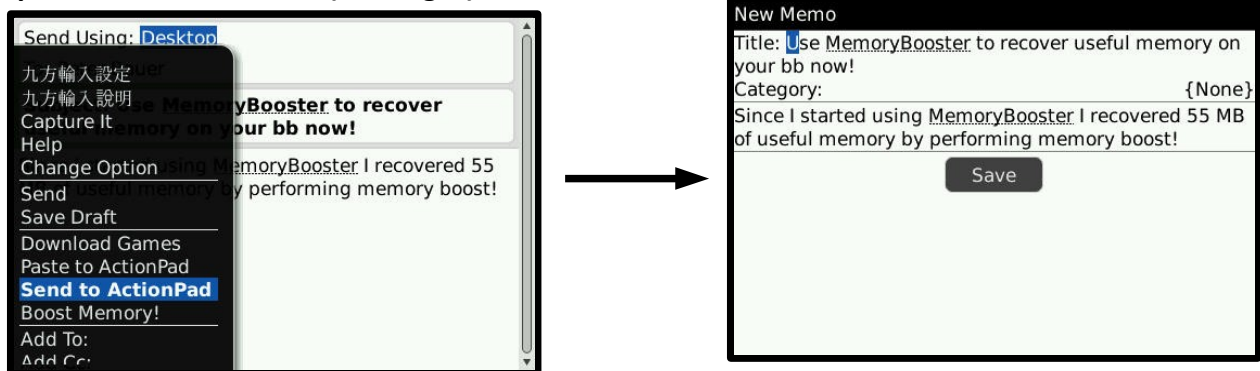 Send Using: Desktop
九方輸入設定
九方輸入說明
Capture It
Help
Change Option
Send
Save Draft
Download Games
Paste to ActionPad
Send to ActionPad
Boost Memory!
Add To:
Add Cc:
MemoryBooster to recover
memory on your bb now!
using MemoryBooster I recovered 55
useful memory by performing memory boost!
New Memo
Title: Use MemoryBooster to recover useful memory on
your bb now!
Category: {None}
Since I started using MemoryBooster I recovered 55 MB
of useful memory by performing memory boost!
Save